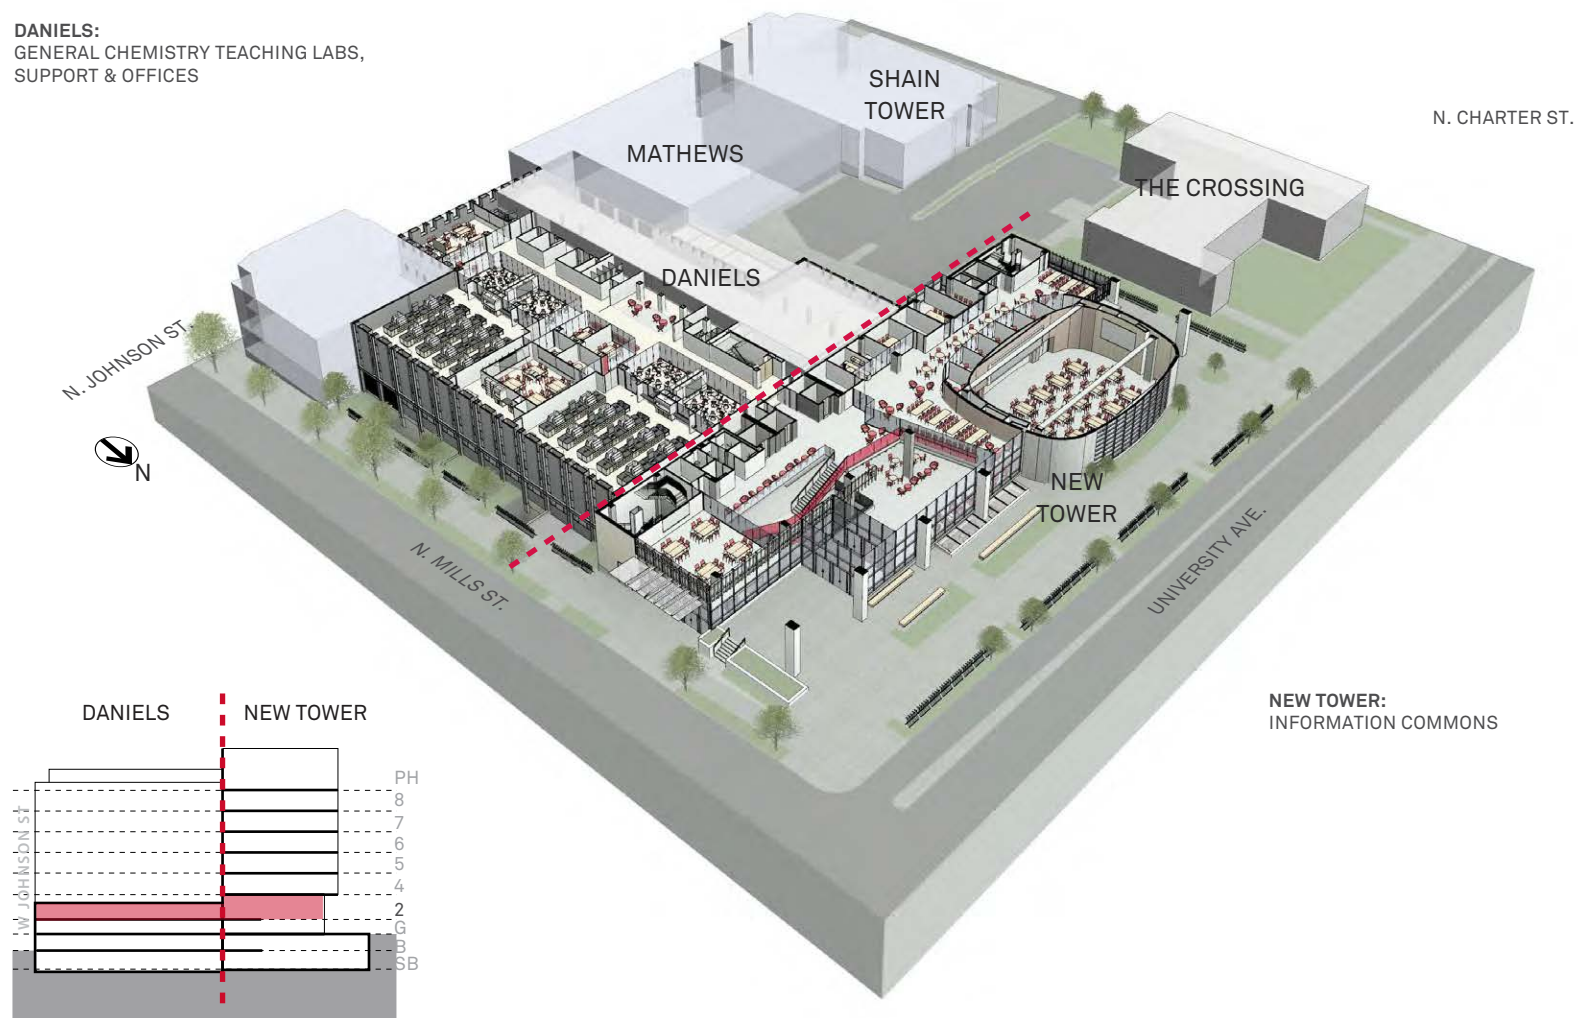 DANIELS:
GENERAL CHEMISTRY TEACHING LABS,
SUPPORT & OFFICES
SHAIN
TOWER
N. CHARTER ST.
MATHEWS
THE CROSSING
DANIELS
N. JOHNSON ST.
N
NEW
TOWER
N. MILLS ST.
UNIVERSITY AVE.
NEW TOWER:
INFORMATION COMMONS
DANIELS
NEW TOWER
W JOHNSON ST
PH
8
7
6
5
4
2
G
B
SB